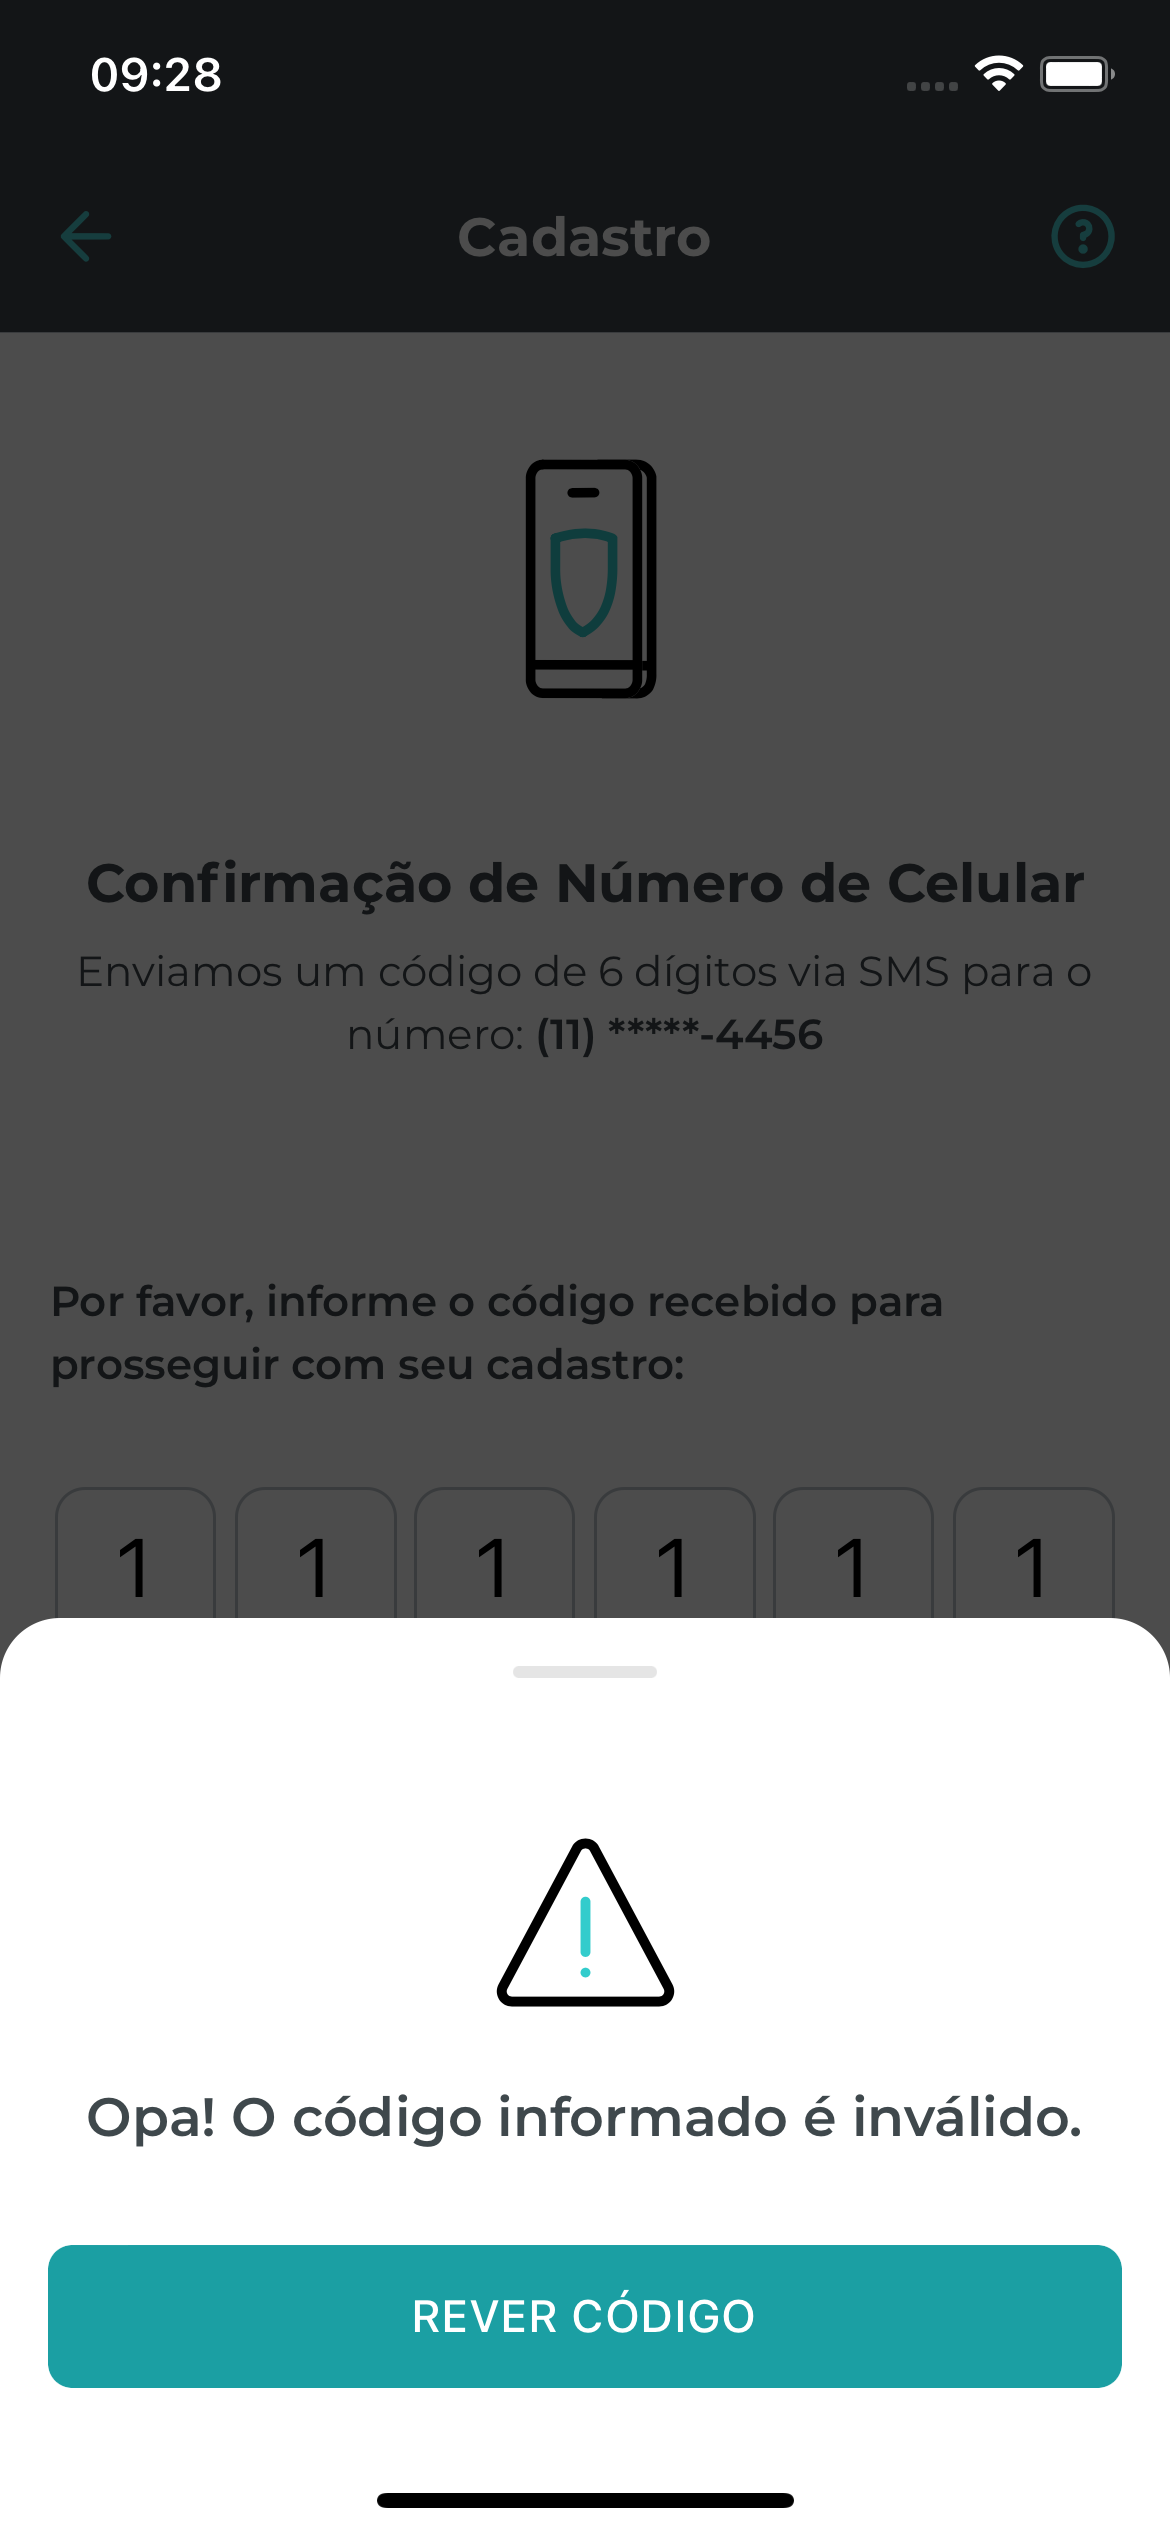 09:28
Cadastro
Confirmação de Número de Celular
Enviamos um código de 6 dígitos via SMS para o
número: (11) *****-4456
Por favor, informe o código recebido para
prosseguir com seu cadastro:
1 1 1 1 1 1
Opa! O código informado é inválido.
REVER CÓDIGO